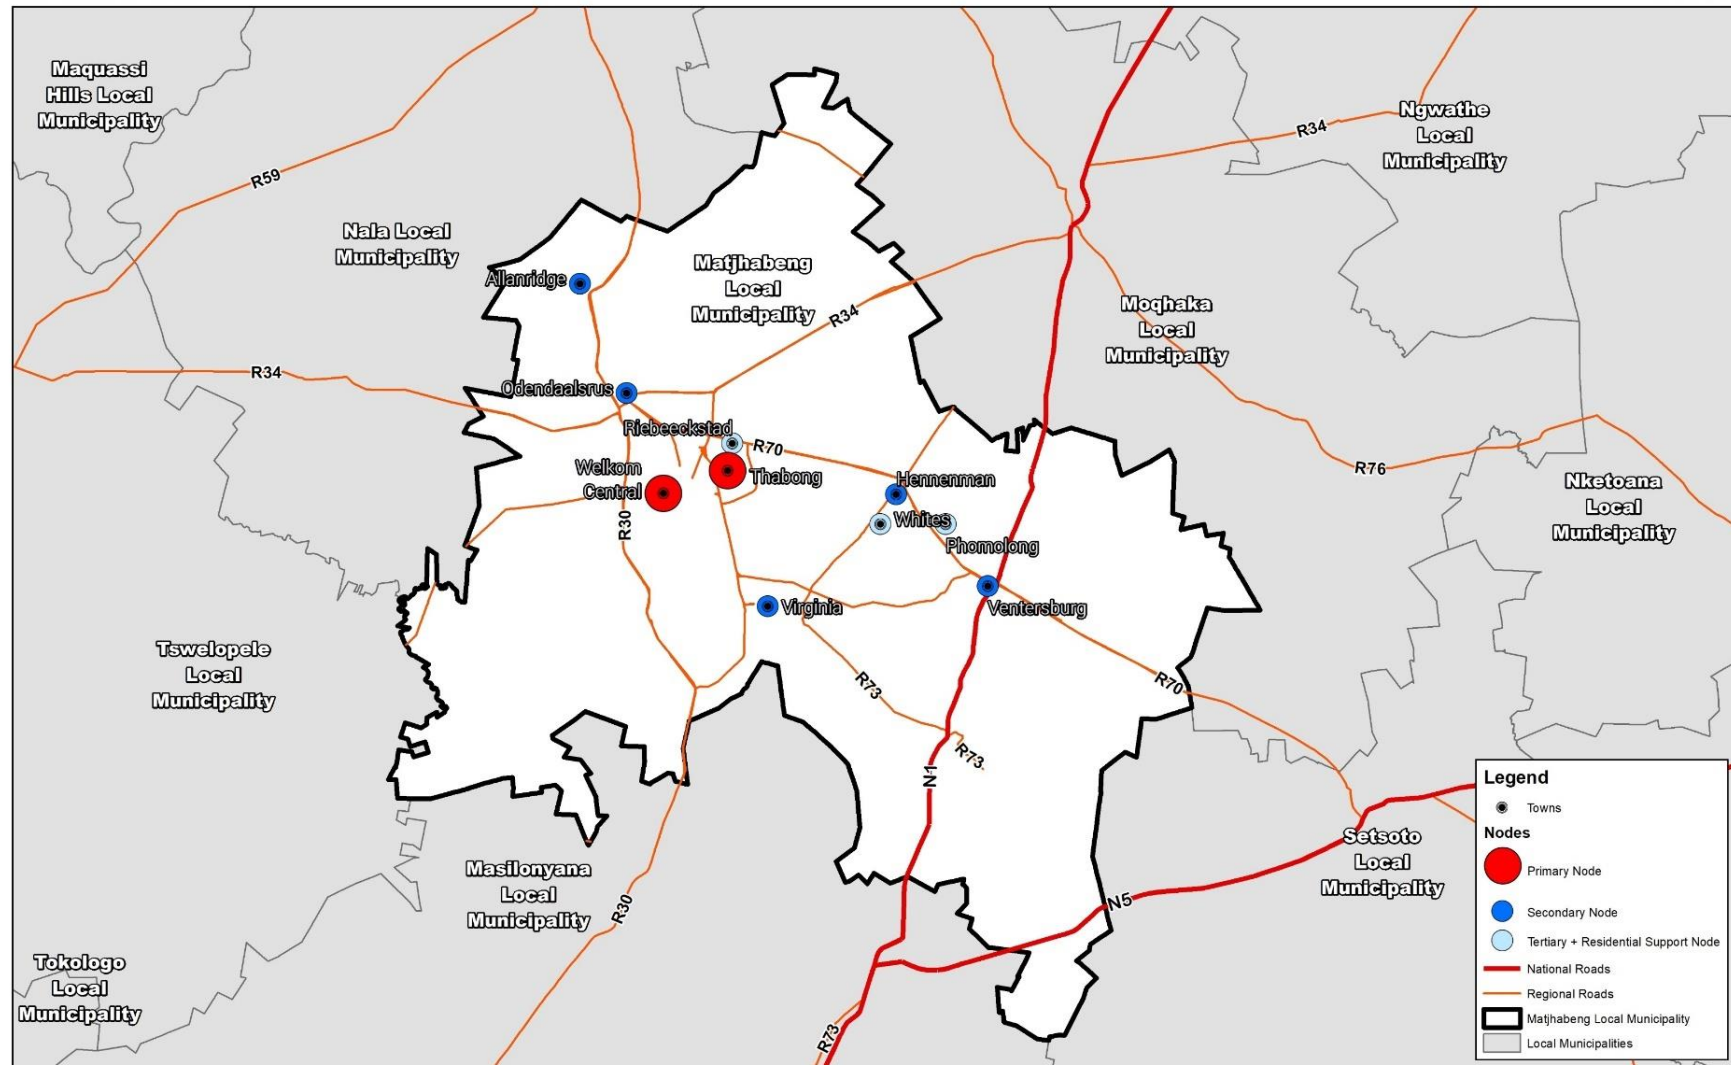 Maquassi
Hills Local
Municipality
Ngwathe
Local
Municipality
R34
R59
Nala Local
Municipality
Matjhabeng
Local
Municipality
Allanridge
R34
Moqhaka
Local
Municipality
R34
Odendaalsrus
Riebeeckstad
R70
Welkom
Central
Thabong
Hennenman
R76
Nketoana
Local
Municipality
R30
Whites
Phomolong
Virginia
Ventersburg
Tswelopele
Local
Municipality
R73
R70
R73
N1
Masilonyana
Local
Municipality
R30
N5
Setsoto
Local
Municipality
Tokologo
Local
Municipality
R73
Legend
Towns
Nodes
Primary Node
Secondary Node
Tertiary + Residential Support Node
National Roads
Regional Roads
Matjhabeng Local Municipality
Local Municipalities